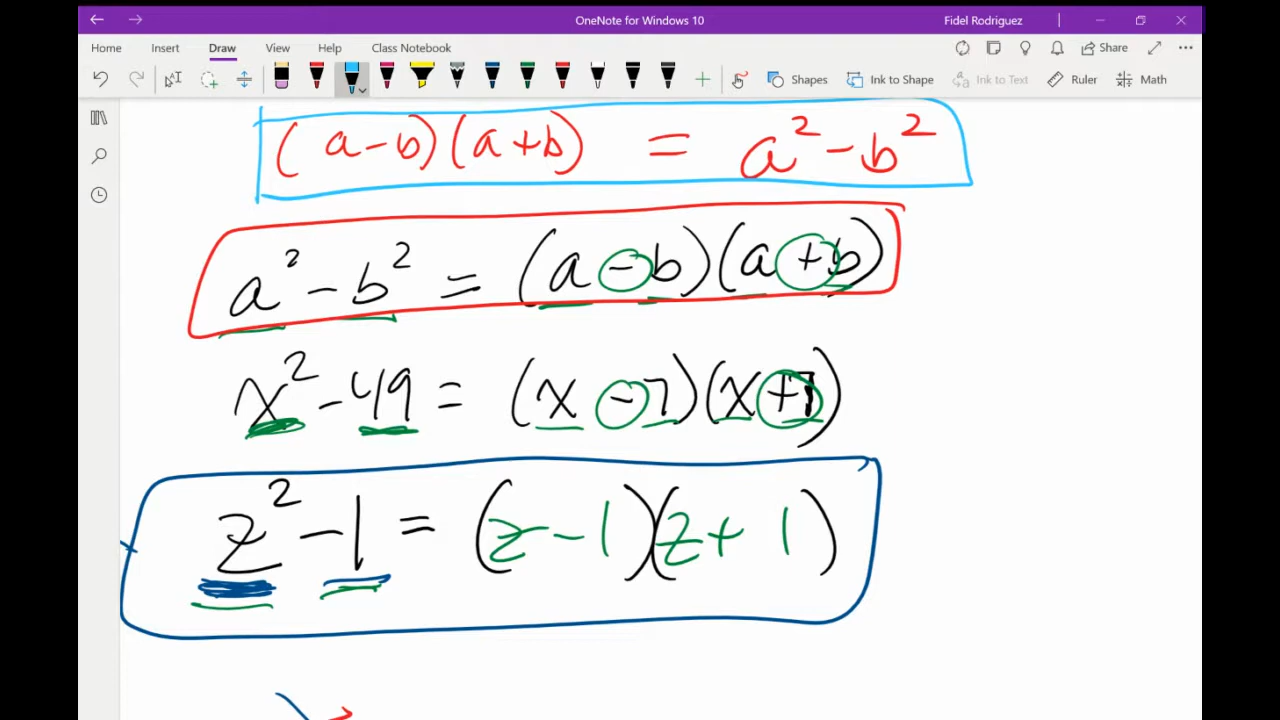 OneNote for Windows 10
Fidel Rodriguez
Home Insert Draw View Help Class Notebook
Share
Shapes Ink to Shape Ink to Text Ruler Math
(a-b)(a+b) = a² - b²
a² - b² = (a - b)(a + b)
x² - 49 = (x - 7)(x + 7)
z² - 1 = (z - 1)(z + 1)